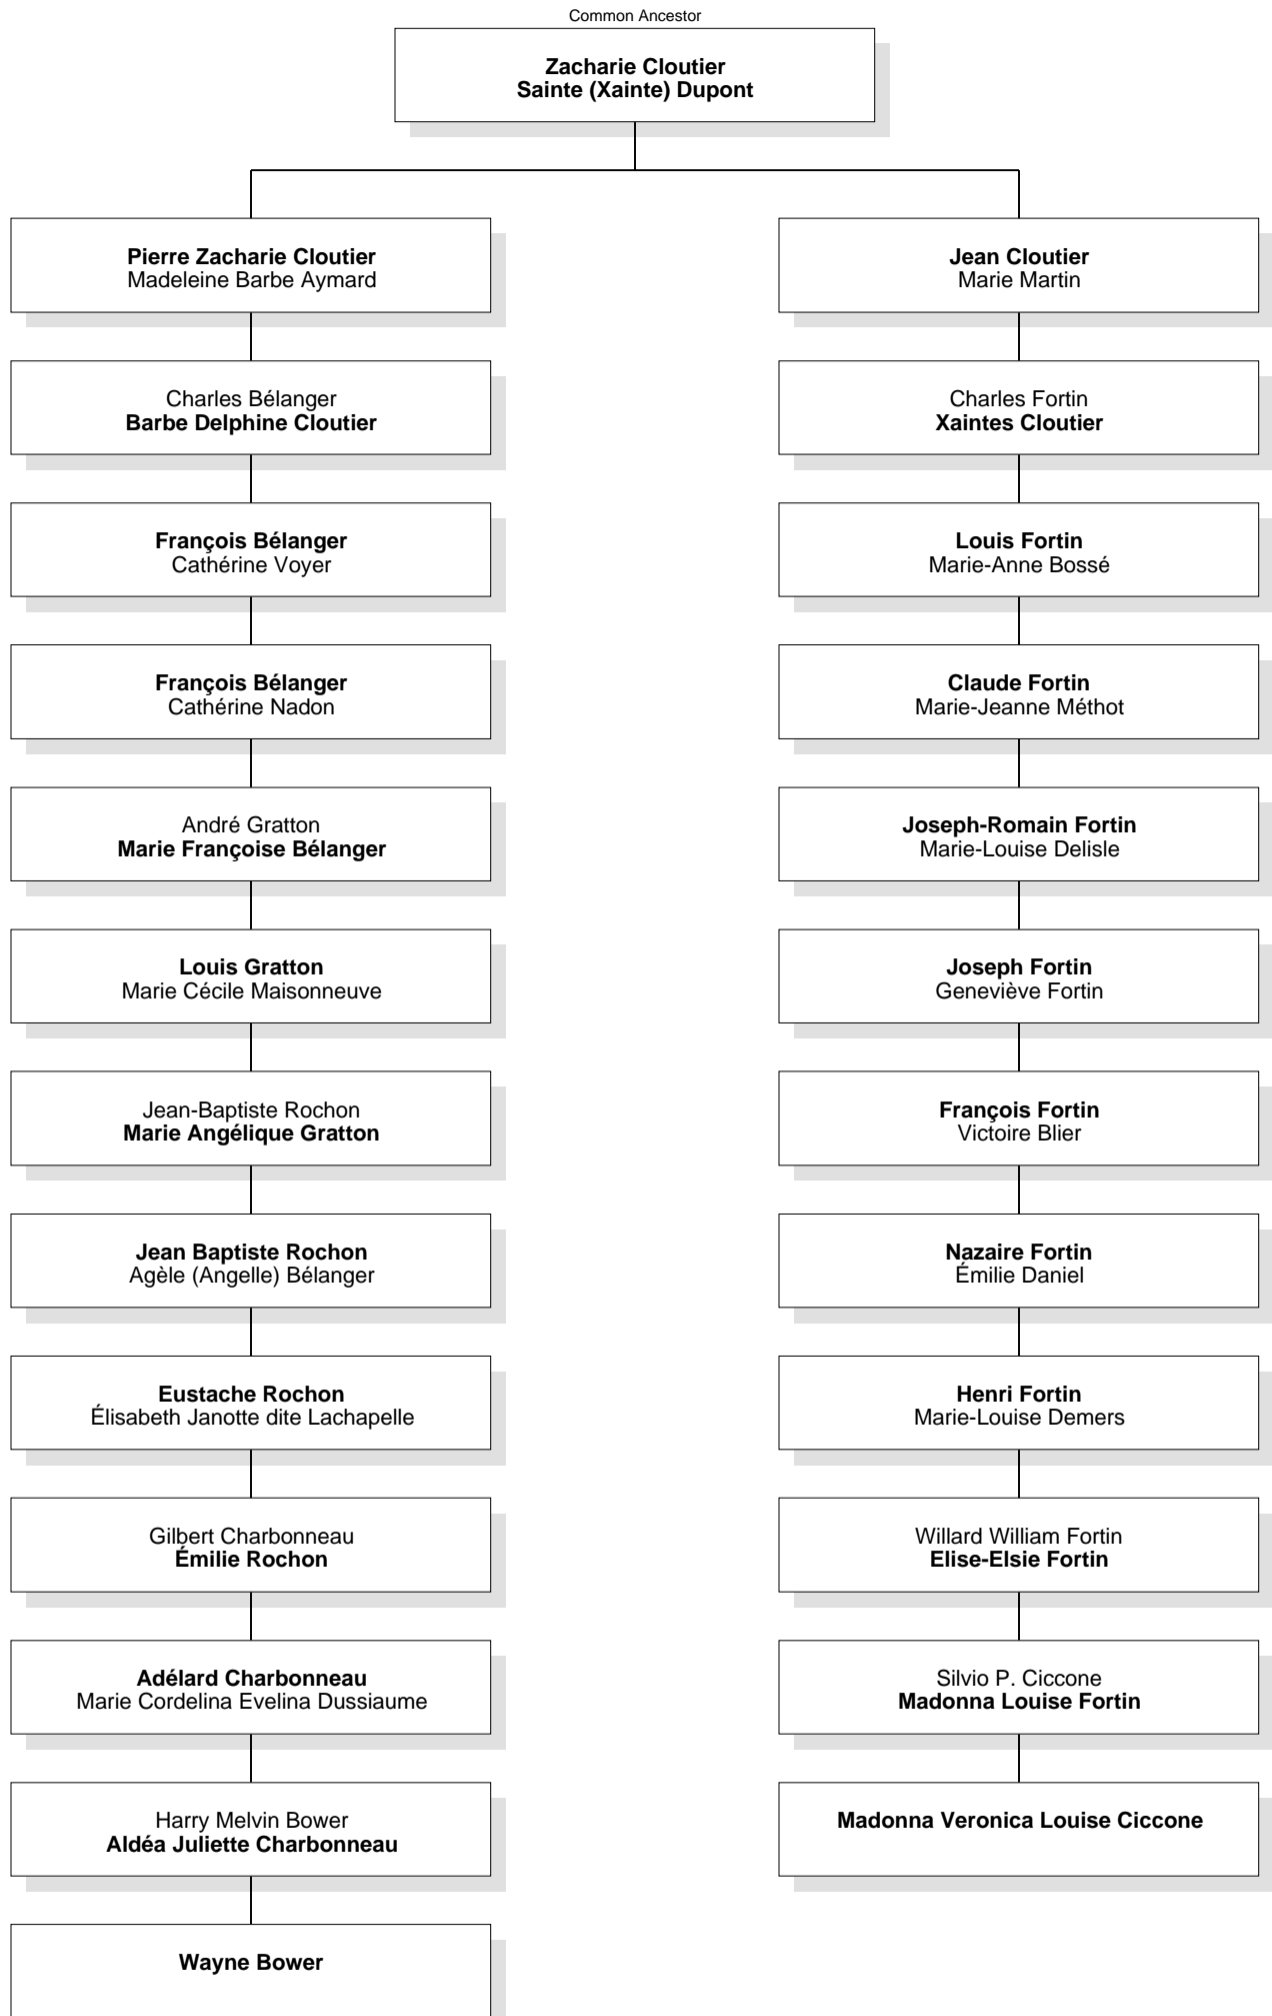 Common Ancestor
Zacharie Cloutier
Sainte (Xainte) Dupont
Pierre Zacharie Cloutier
Madeleine Barbe Aymard
Jean Cloutier
Marie Martin
Charles Bélanger
Barbe Delphine Cloutier
Charles Fortin
Xaintes Cloutier
François Bélanger
Cathérine Voyer
Louis Fortin
Marie-Anne Bossé
François Bélanger
Cathérine Nadon
Claude Fortin
Marie-Jeanne Méthot
André Gratton
Marie Françoise Bélanger
Joseph-Romain Fortin
Marie-Louise Delisle
Louis Gratton
Marie Cécile Maisonneuve
Joseph Fortin
Geneviève Fortin
Jean-Baptiste Rochon
Marie Angélique Gratton
François Fortin
Victoire Blier
Jean Baptiste Rochon
Agèle (Angelle) Bélanger
Nazaire Fortin
Émilie Daniel
Eustache Rochon
Élisabeth Janotte dite Lachapelle
Henri Fortin
Marie-Louise Demers
Gilbert Charbonneau
Émilie Rochon
Willard William Fortin
Elise-Elsie Fortin
Adélard Charbonneau
Marie Cordelina Evelina Dussiaume
Silvio P. Ciccone
Madonna Louise Fortin
Harry Melvin Bower
Aldéa Juliette Charbonneau
Madonna Veronica Louise Ciccone
Wayne Bower